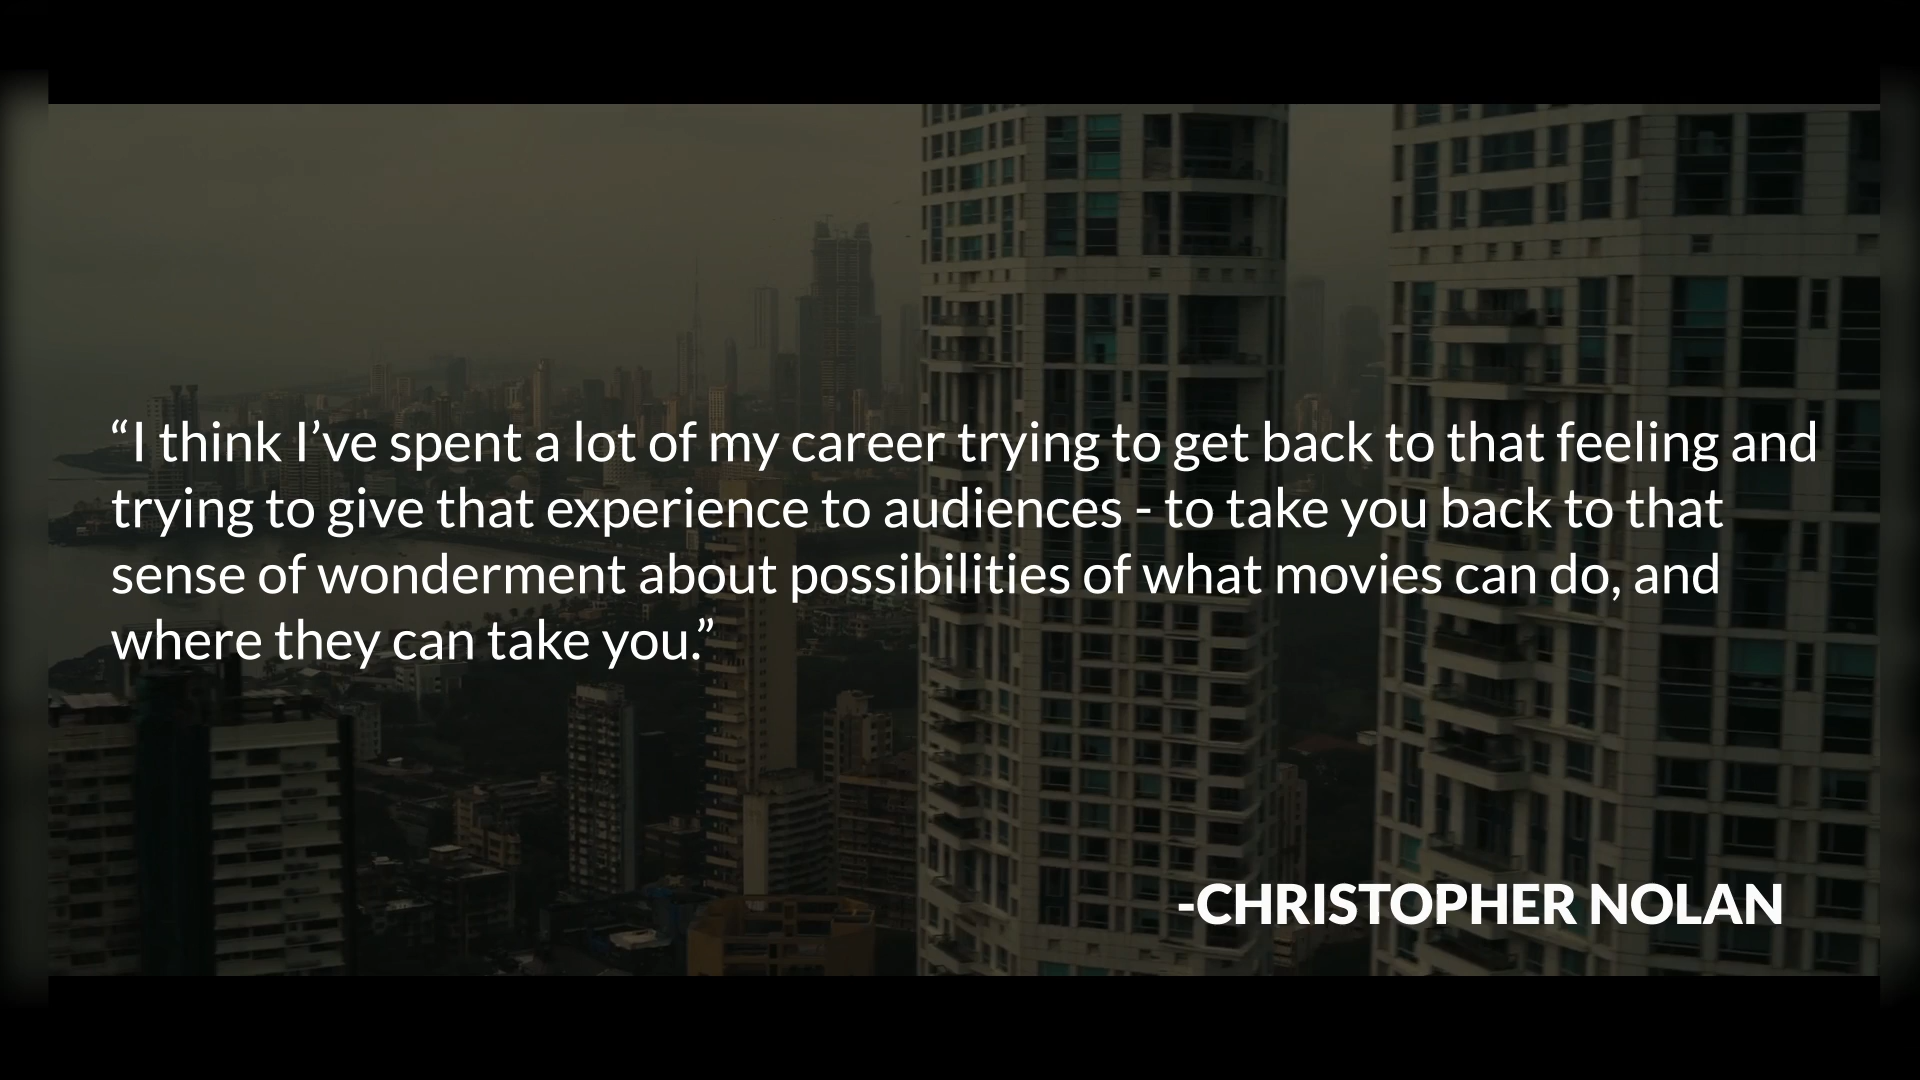 “I think I’ve spent a lot of my career trying to get back to that feeling and
trying to give that experience to audiences - to take you back to that
sense of wonderment about possibilities of what movies can do, and
where they can take you.”
-CHRISTOPHER NOLAN